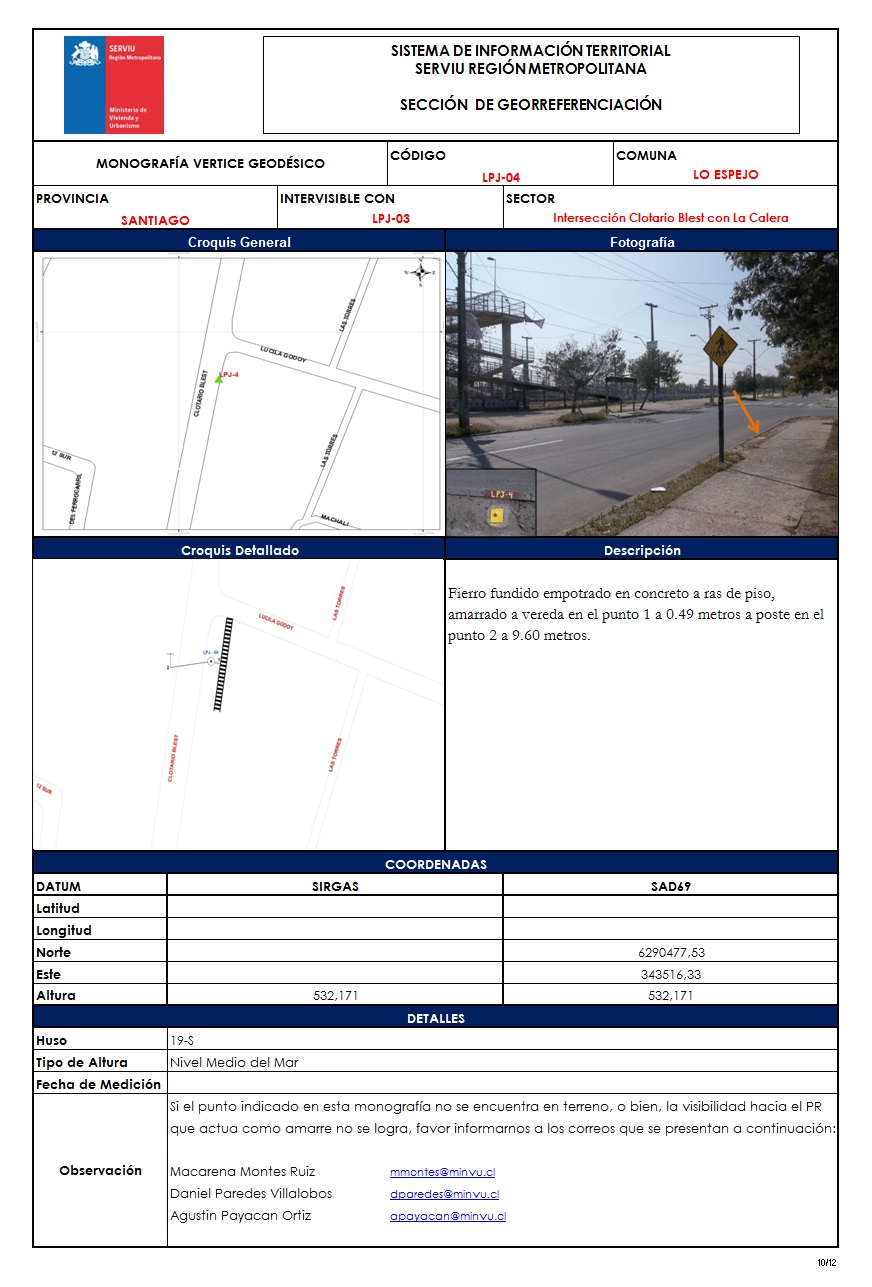 SERVIU
Región Metropolitana
Ministerio de
Vivienda y
Urbanismo
SISTEMA DE INFORMACIÓN TERRITORIAL
SERVIU REGIÓN METROPOLITANA
SECCIÓN DE GEORREFERENCIACIÓN
MONOGRAFÍA VERTICE GEODÉSICO
CÓDIGO
LPJ-04
COMUNA
LO ESPEJO
PROVINCIA
SANTIAGO
INTERVISIBLE CON
LPJ-03
SECTOR
Intersección Clotario Blest con La Calera
Croquis General
Fotografía
N
W
E
S
LAS TORRES
LUCILA GODOY
LPJ-4
CLOTARIO BLEST
LAS TORRES
12 SUR
DEL FERROCARRIL
MACHALI
LPJ-4
Croquis Detallado
Descripción
LAS TORRES
LUCILA GODOY
LPJ - 04
2
CLOTARIO BLEST
LAS TORRES
12 SUR
Fierro fundido empotrado en concreto a ras de piso,
amarrado a vereda en el punto 1 a 0.49 metros a poste en el
punto 2 a 9.60 metros.
COORDENADAS
DATUM SIRGAS SAD69
Latitud
Longitud
Norte 6290477,53
Este 343516,33
Altura 532,171 532,171
DETALLES
Huso 19-S
Tipo de Altura Nivel Medio del Mar
Fecha de Medición
Observación
Si el punto indicado en esta monografía no se encuentra en terreno, o bien, la visibilidad hacia el PR
que actua como amarre no se logra, favor informarnos a los correos que se presentan a continuación:
Macarena Montes Ruiz mmontes@minvu.cl
Daniel Paredes Villalobos dparedes@minvu.cl
Agustin Payacan Ortiz apayacan@minvu.cl
10/12